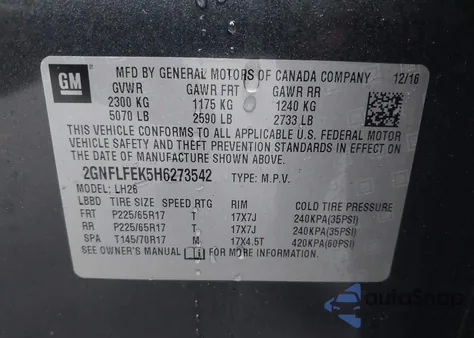 GM
MFD BY GENERAL MOTORS OF CANADA COMPANY 12/16
GVWR GAWR FRT GAWR RR
2300 KG 1175 KG 1240 KG
5070 LB 2590 LB 2733 LB
THIS VEHICLE CONFORMS TO ALL APPLICABLE U.S. FEDERAL MOTOR
VEHICLE SAFETY AND THEFT PREVENTION STANDARDS IN EFFECT ON
THE DATE OF MANUFACTURE SHOWN ABOVE.
2GNFLFEK5H6273542 TYPE: M.P.V.
MODEL: LH26
LBBD TIRE SIZE SPEED RTG RIM COLD TIRE PRESSURE
FRT P225/65R17 T 17X7J 240KPA(35PSI)
RR P225/65R17 T 17X7J 240KPA(35PSI)
SPA T145/70R17 M 17X4.5T 420KPA(60PSI)
SEE OWNER'S MANUAL FOR MORE INFORMATION.
autoSnap